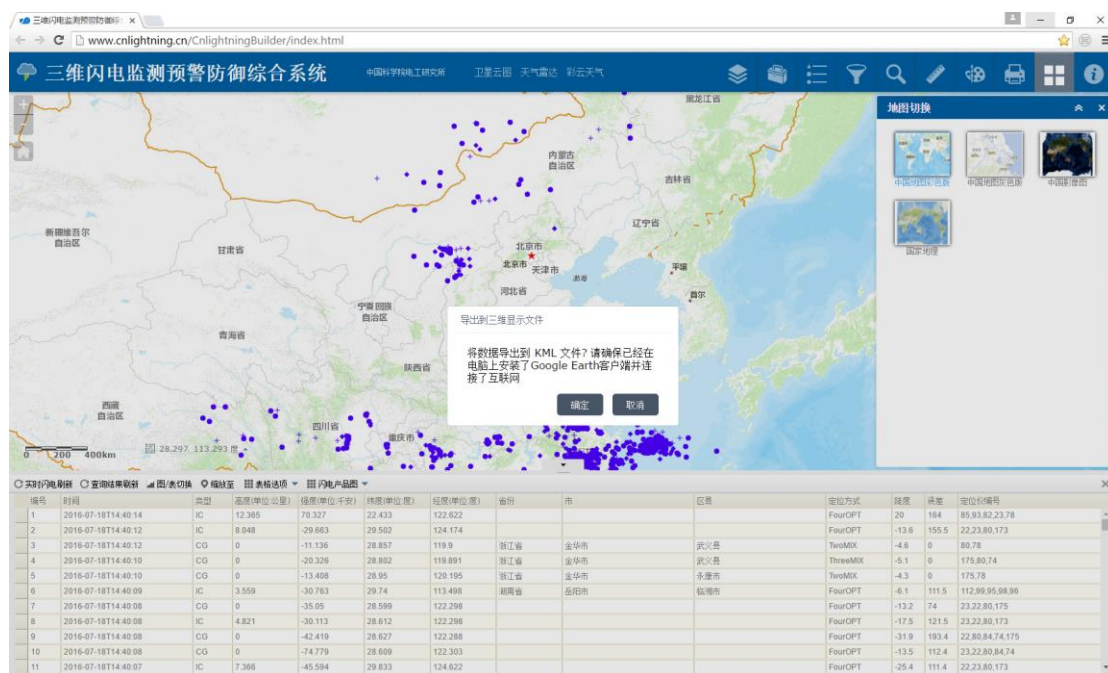 三维闪电监测预警防御综合
www.cnlightning.cn/CnlightningBuilder/index.html
三维闪电监测预警防御综合系统 中国科学院电工研究所 卫星云图 天气雷达 彩云天气
地图切换
中国地图彩色版 中国地图灰色版 中国影像图
国家地理
黑龙江省
内蒙古
自治区
吉林省
新疆维吾尔
自治区
辽宁省
甘肃省
北京市
北京市
天津市
渤海
平壤
河北省
首尔
宁夏回族
自治区
青海省
陕西省
西藏
自治区
四川省
重庆市
导出到三维显示文件
将数据导出到 KML 文件?请确保已经在
电脑上安装了Google Earth客户端并连
接了互联网
确定 取消
0 200 400km
28.297 113.293 度
实时闪电刷新 查询结果刷新 图/表切换 缩放至 表格选项 闪电产品图
编号 时间 类型 高度(单位:公里) 强度(单位:千安) 纬度(单位:度) 经度(单位:度) 省份 市 区县 定位方式 陡度 误差 定位仪编号
1 2016-07-18T14:40:14 IC 12.365 70.327 22.433 122.622 FourOPT 20 164 85,93,82,23,78
2 2016-07-18T14:40:12 IC 8.048 -29.663 29.502 124.174 FourOPT -13.6 155.5 22,23,80,173
3 2016-07-18T14:40:12 CG 0 -11.136 28.857 119.9 浙江省 金华市 武义县 TwoMIX -4.6 0 80,78
4 2016-07-18T14:40:10 CG 0 -20.326 28.802 119.891 浙江省 金华市 武义县 ThreeMIX -5.1 0 175,80,74
5 2016-07-18T14:40:10 CG 0 -13.408 28.95 120.195 浙江省 金华市 永康市 TwoMIX -4.3 0 175,78
6 2016-07-18T14:40:09 IC 3.559 -30.763 29.74 113.498 湖南省 岳阳市 临湘市 FourOPT -6.1 111.5 112,99,95,98,96
7 2016-07-18T14:40:08 CG 0 -35.05 28.599 122.298 FourOPT -13.2 74 23,22,80,175
8 2016-07-18T14:40:08 IC 4.821 -30.113 28.612 122.298 FourOPT -17.5 121.5 23,22,80,173
9 2016-07-18T14:40:08 CG 0 -42.419 28.627 122.288 FourOPT -31.9 193.4 22,80,84,74,175
10 2016-07-18T14:40:08 CG 0 -74.779 28.609 122.303 FourOPT -13.5 112.4 23,22,80,84,74
11 2016-07-18T14:40:07 IC 7.366 -45.594 29.833 124.622 FourOPT -25.4 111.4 22,23,80,173